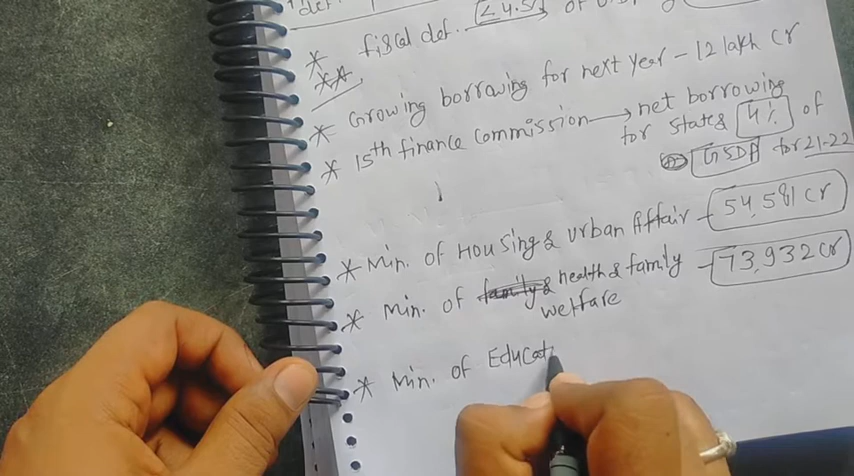 def.
* fiscal def. <4.5% of
**
* Growing borrowing for next year - 12 lakh cr
* 15th finance commission → net borrowing
for states 4% of
GSDP for 21-22
* Min. of Housing & urban Affair - 54,581 cr
* Min. of health & family - 73,932 cr
welfare
* Min. of Educat